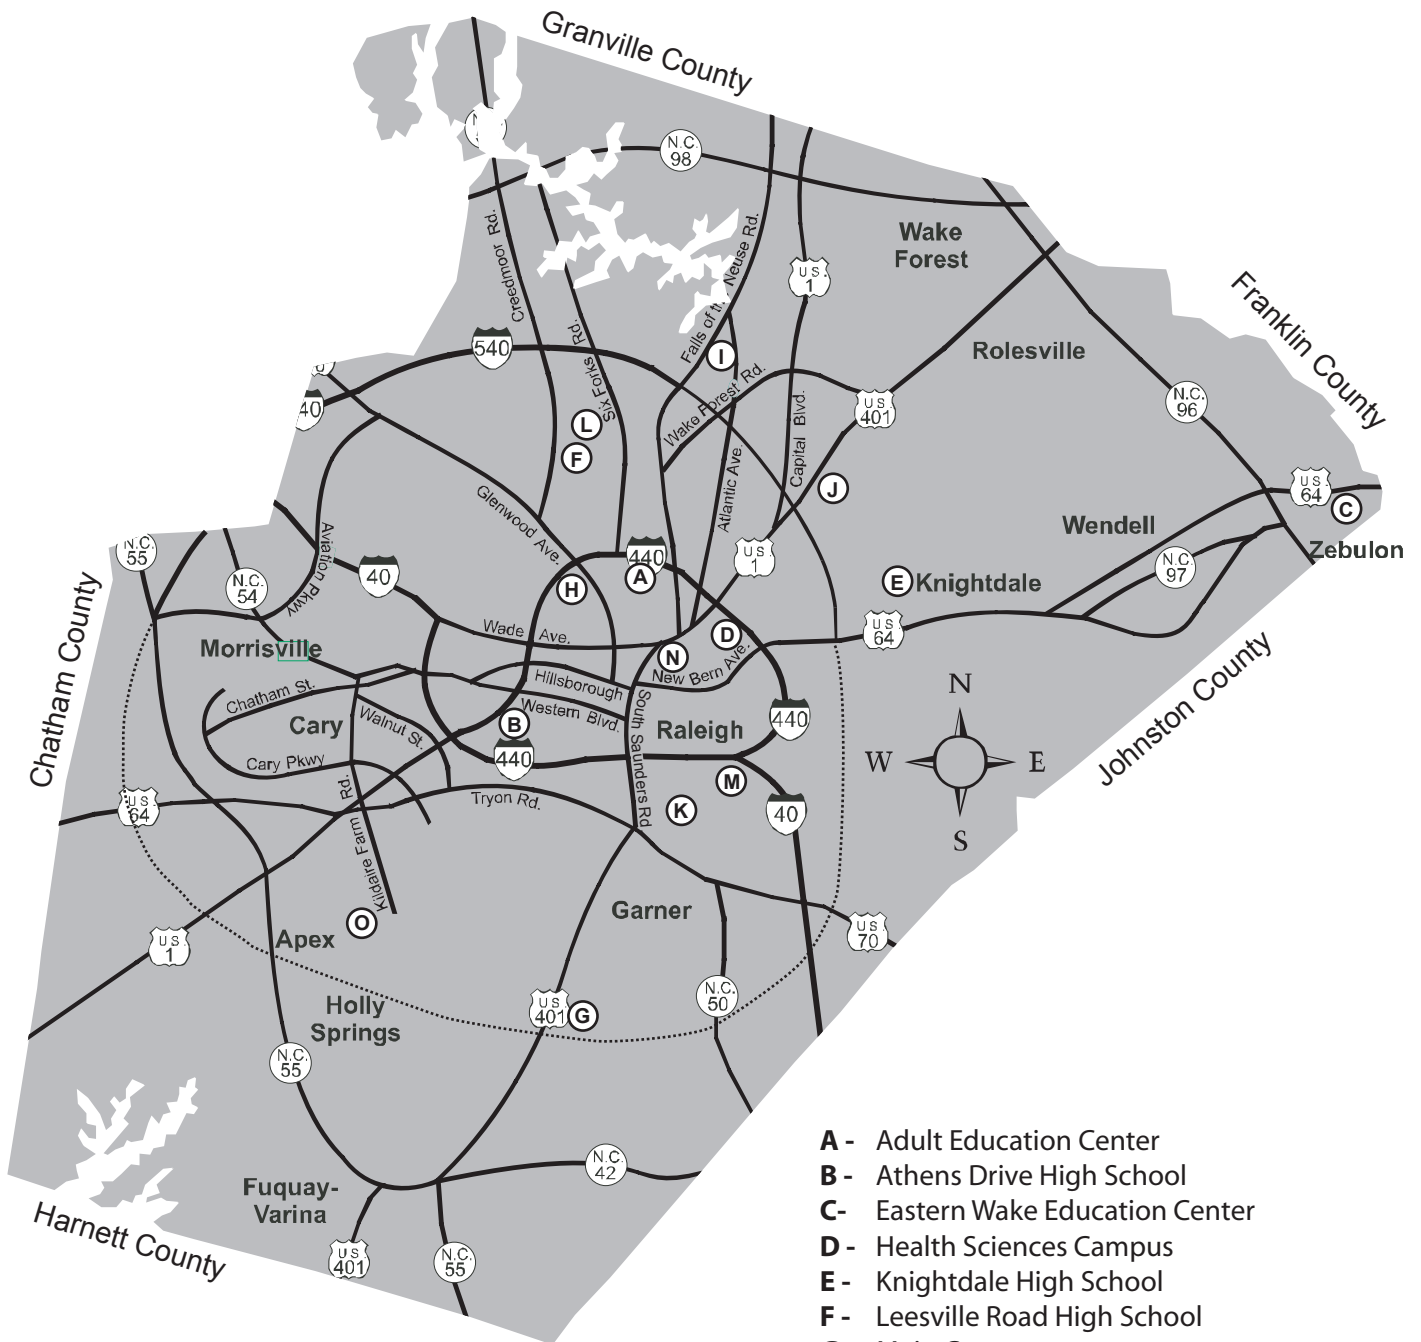 Granville County
N.C.
98
Creedmoor Rd.
Neuse Rd.
Wake
Forest
U S
1
Franklin County
540
Six Forks Rd.
Falls of th
I
Rolesville
Wake Forest Rd.
40
U S
401
N.C.
96
L
F
Capital Blvd.
Atlantic Ave.
J
Glenwood Ave.
U S
64
C
Wendell
Zebulon
N.C.
55
Aviation Pkwy
N.C.
54
40
440
A
H
U S
1
E
Knightdale
N.C.
97
Chatham County
Wade Ave.
D
U S
64
Morrisville
N
New Bern Ave.
Johnston County
Hillsborough
Chatham St.
Western Blvd.
South Saunders Rd
Cary
Walnut St.
B
Raleigh
440
N
W
E
S
Cary Pkwy
440
M
Tryon Rd.
K
40
U S
64
Kildaire Farm Rd.
O
Garner
Apex
U S
1
U S
70
Holly
Springs
U S
401
G
N.C.
50
N.C.
55
N.C.
42
Fuquay-
Varina
Harnett County
U S
401
N.C.
55
A - Adult Education Center
B - Athens Drive High School
C- Eastern Wake Education Center
D - Health Sciences Campus
E - Knightdale High School
F - Leesville Road High School